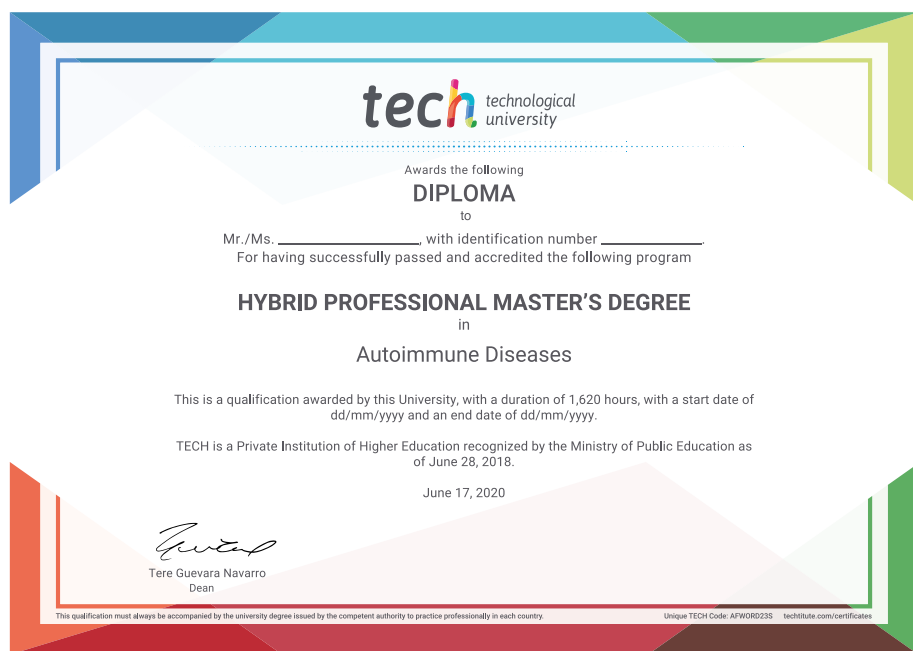 tech technological
university
Awards the following
DIPLOMA
to
Mr./Ms. ________________, with identification number ____________.
For having successfully passed and accredited the following program
HYBRID PROFESSIONAL MASTER'S DEGREE
in
Autoimmune Diseases
This is a qualification awarded by this University, with a duration of 1,620 hours, with a start date of
dd/mm/yyyy and an end date of dd/mm/yyyy.
TECH is a Private Institution of Higher Education recognized by the Ministry of Public Education as
of June 28, 2018.
June 17, 2020
Tere Guevara Navarro
Dean
This qualification must always be accompanied by the university degree issued by the competent authority to practice professionally in each country. Unique TECH Code: AFWORD23S techtitute.com/certificates